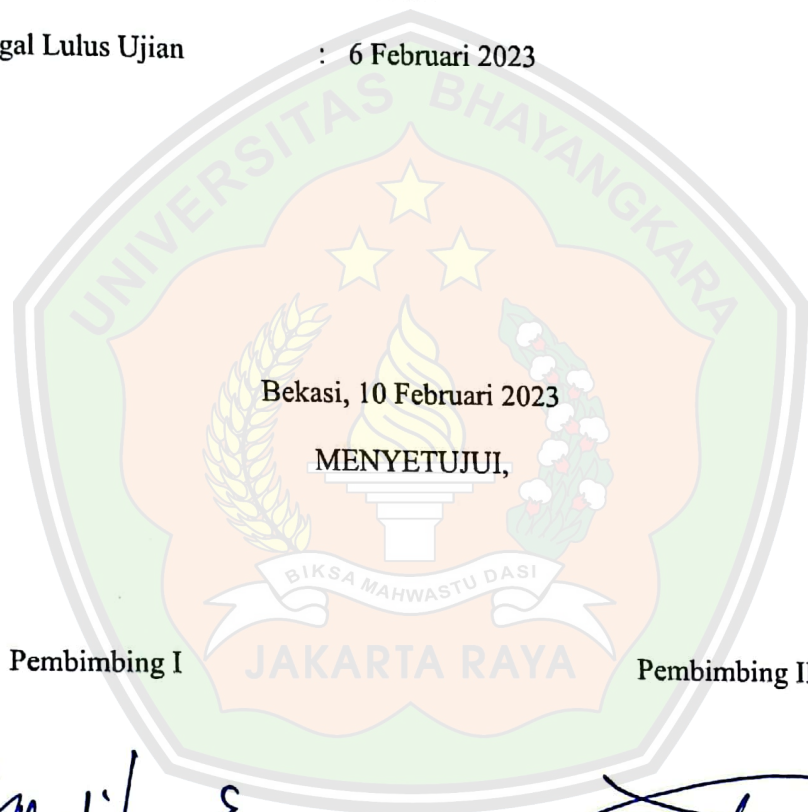 gal Lulus Ujian : 6 Februari 2023
UNIVERSITAS BHAYANGKARA
Bekasi, 10 Februari 2023
MENYETUJUI,
BIKSA MAHWASTU DASI
JAKARTA RAYA
Pembimbing I Pembimbing II